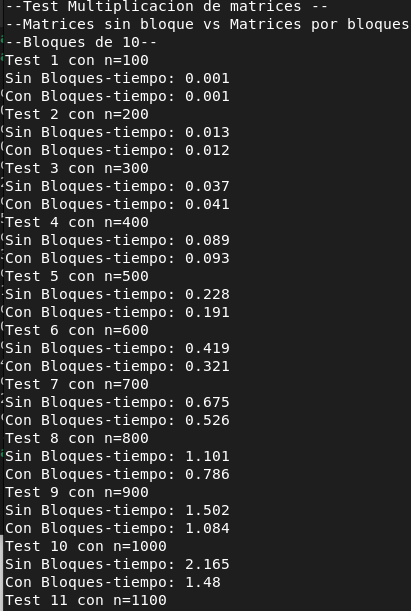 --Test Multiplicacion de matrices --
--Matrices sin bloque vs Matrices por bloques
--Bloques de 10--
Test 1 con n=100
Sin Bloques-tiempo: 0.001
Con Bloques-tiempo: 0.001
Test 2 con n=200
Sin Bloques-tiempo: 0.013
Con Bloques-tiempo: 0.012
Test 3 con n=300
Sin Bloques-tiempo: 0.037
Con Bloques-tiempo: 0.041
Test 4 con n=400
Sin Bloques-tiempo: 0.089
Con Bloques-tiempo: 0.093
Test 5 con n=500
Sin Bloques-tiempo: 0.228
Con Bloques-tiempo: 0.191
Test 6 con n=600
Sin Bloques-tiempo: 0.419
Con Bloques-tiempo: 0.321
Test 7 con n=700
Sin Bloques-tiempo: 0.675
Con Bloques-tiempo: 0.526
Test 8 con n=800
Sin Bloques-tiempo: 1.101
Con Bloques-tiempo: 0.786
Test 9 con n=900
Sin Bloques-tiempo: 1.502
Con Bloques-tiempo: 1.084
Test 10 con n=1000
Sin Bloques-tiempo: 2.165
Con Bloques-tiempo: 1.48
Test 11 con n=1100